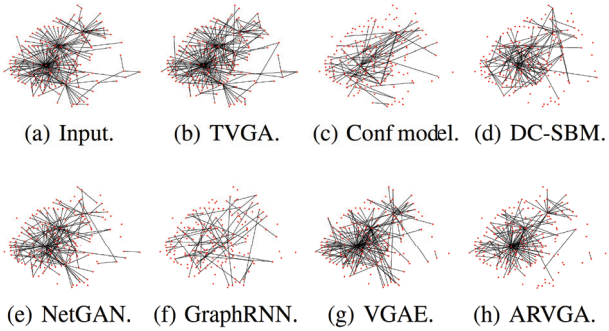 (a) Input.
(b) TVGA.
(c) Conf model.
(d) DC-SBM.
(e) NetGAN.
(f) GraphRNN.
(g) VGAE.
(h) ARVGA.